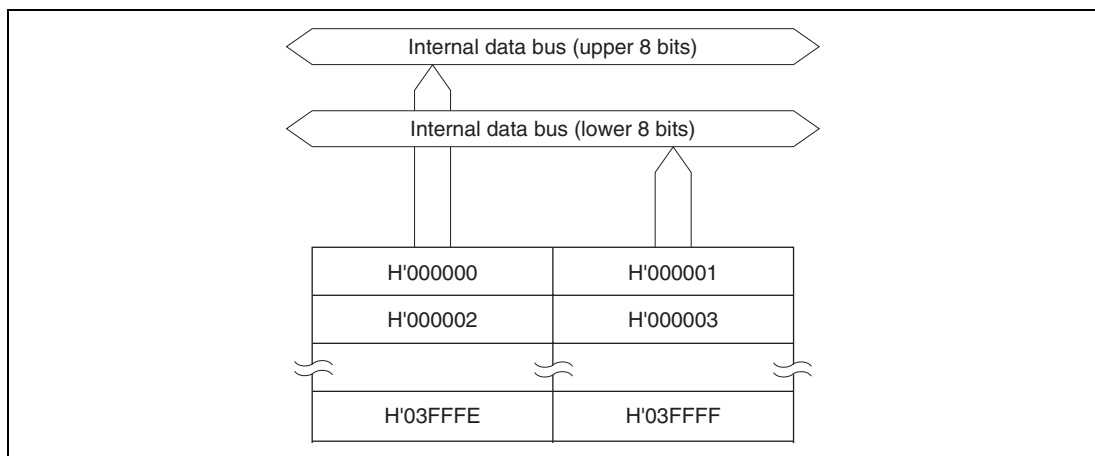 Internal data bus (upper 8 bits)
Internal data bus (lower 8 bits)
H'000000 H'000001
H'000002 H'000003
H'03FFFE H'03FFFF